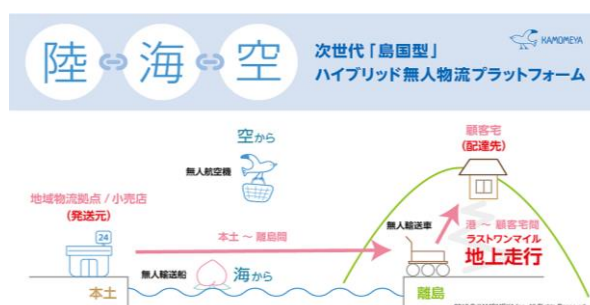 陸 海 空
次世代「島国型」
ハイブリッド無人物流プラットフォーム
KAMOMEYA
空から
無人航空機
顧客宅
(配達先)
地域物流拠点 / 小売店
(発送元)
24
本土～離島間
無人輸送車
港～顧客宅間
ラストワンマイル
地上走行
無人輸送船
海から
本土
離島